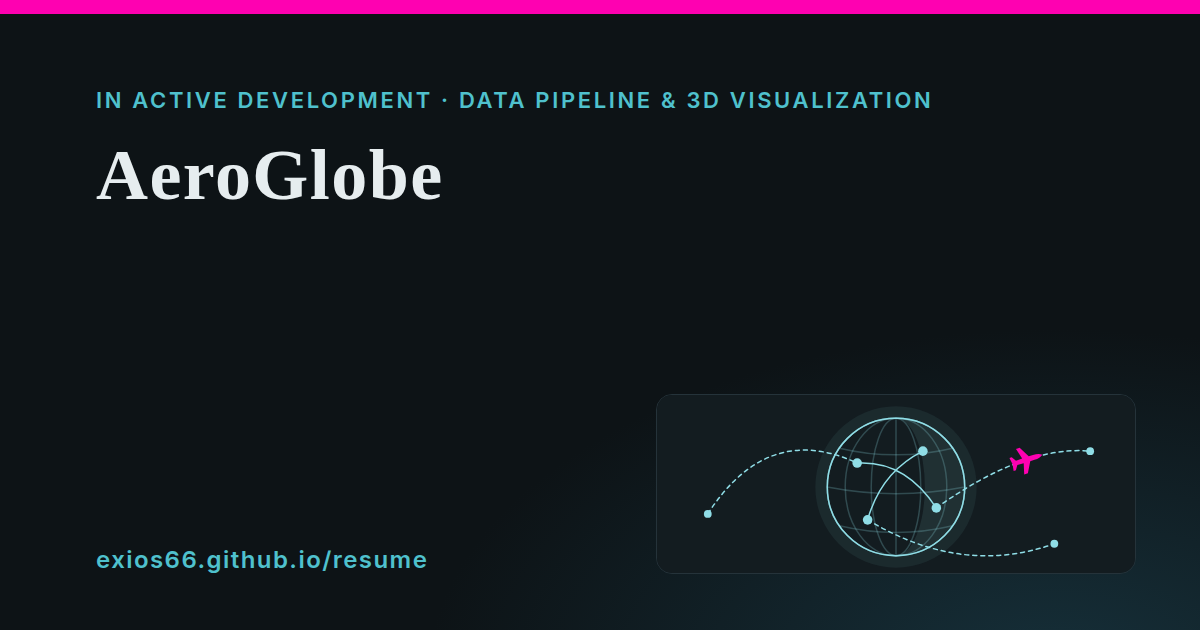 IN ACTIVE DEVELOPMENT · DATA PIPELINE & 3D VISUALIZATION
AeroGlobe
exios66.github.io/resume